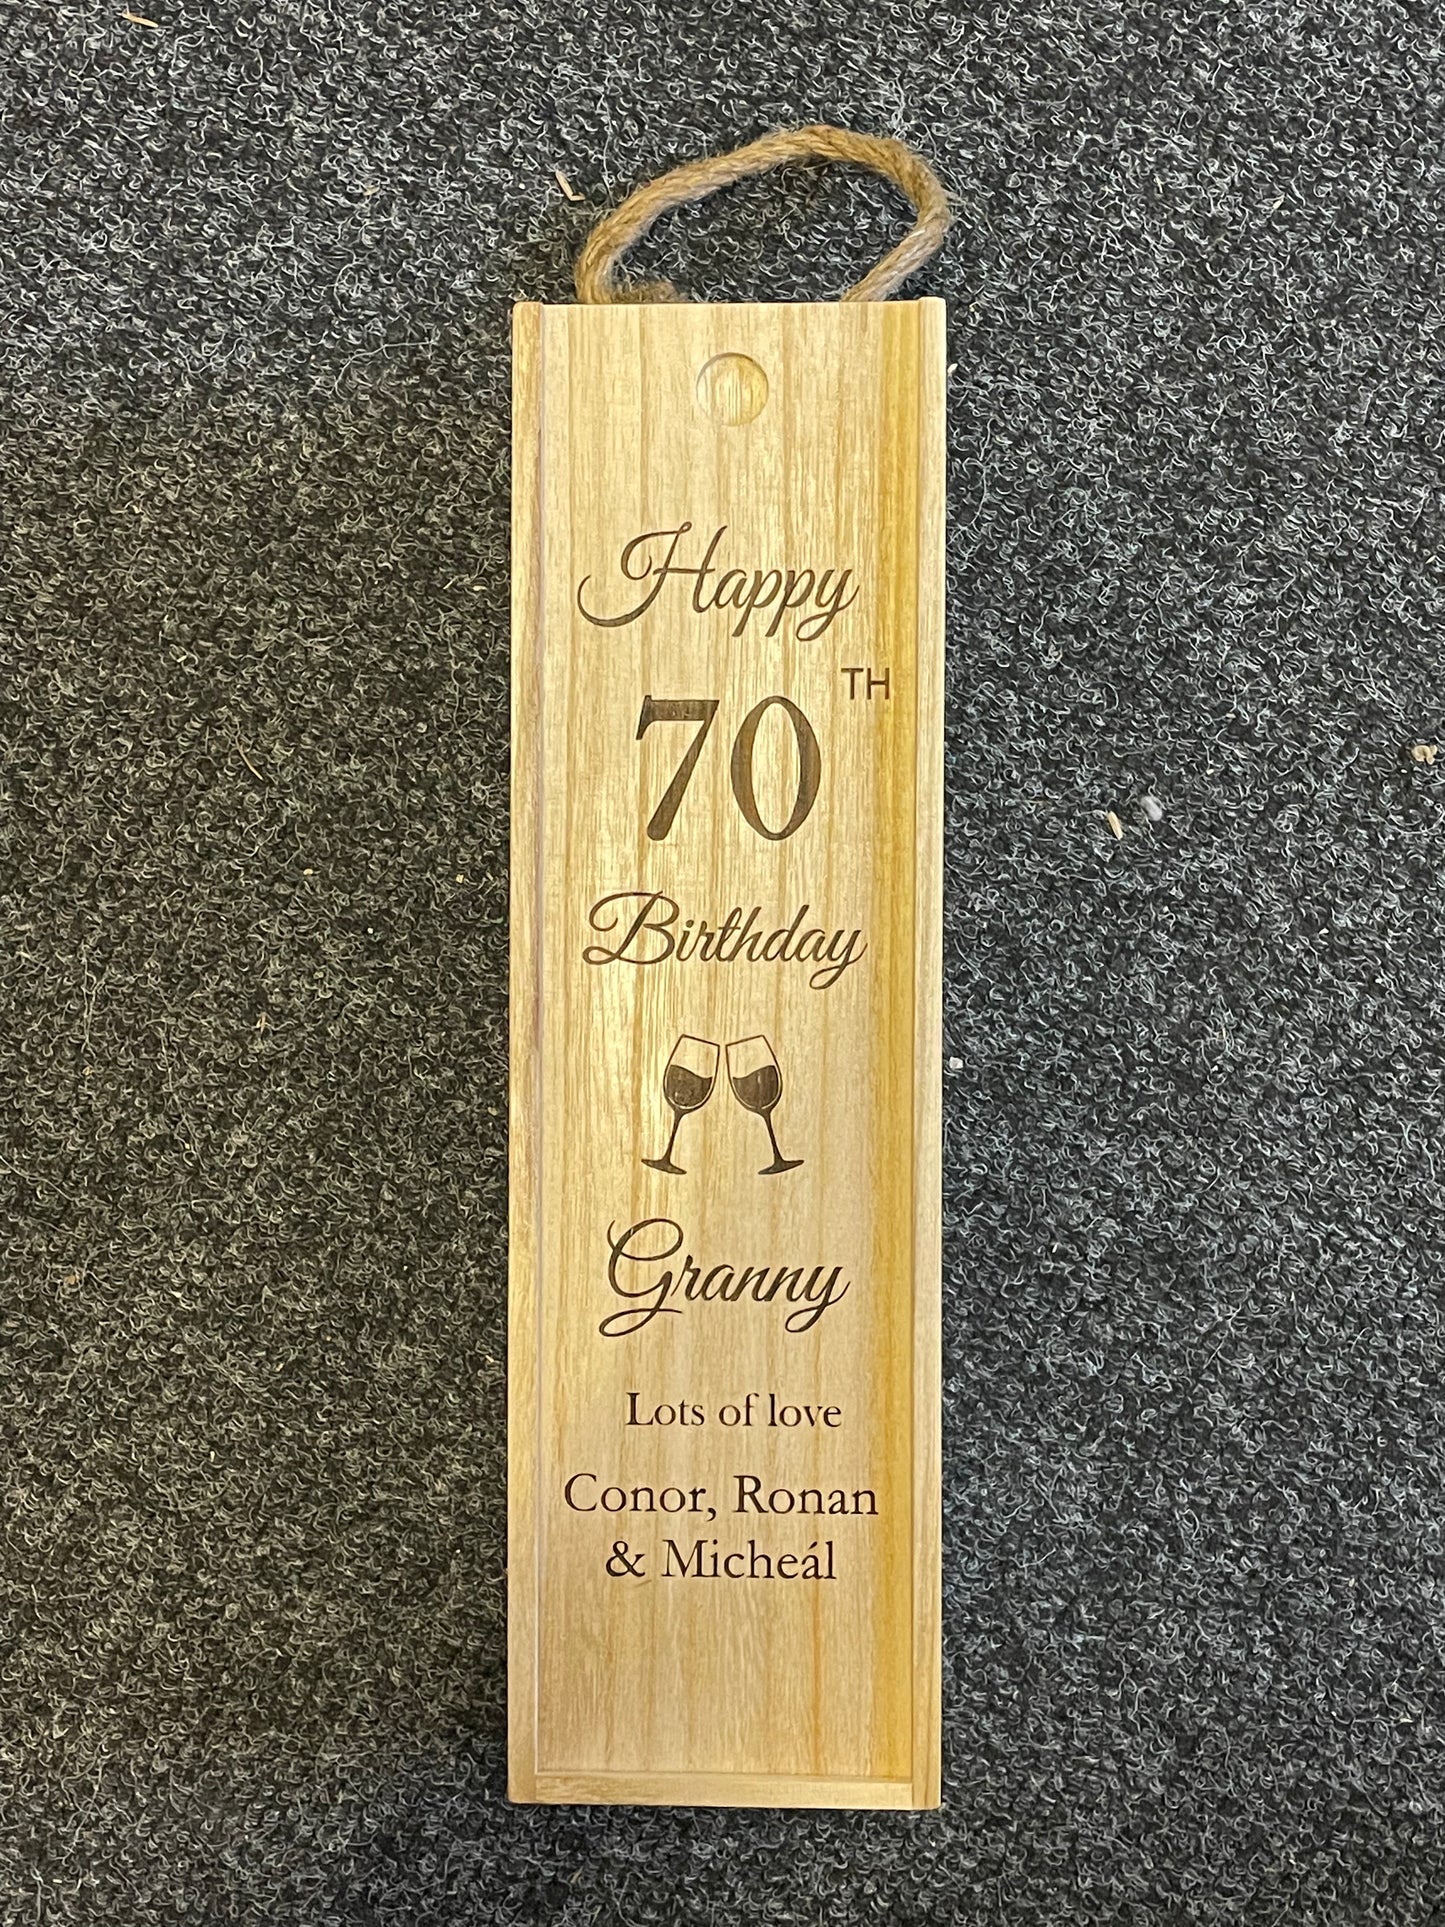 Happy
70TH
Birthday
Granny
Lots of love
Conor, Ronan
& Micheál